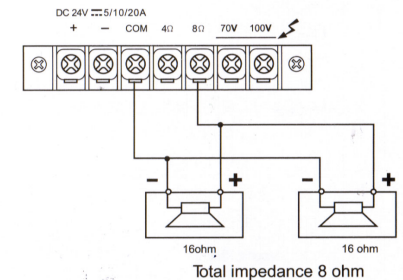 DC 24V ⎓ 5/10/20A
+ − COM 4Ω 8Ω 70V 100V
− + − +
16ohm 16 ohm
Total impedance 8 ohm